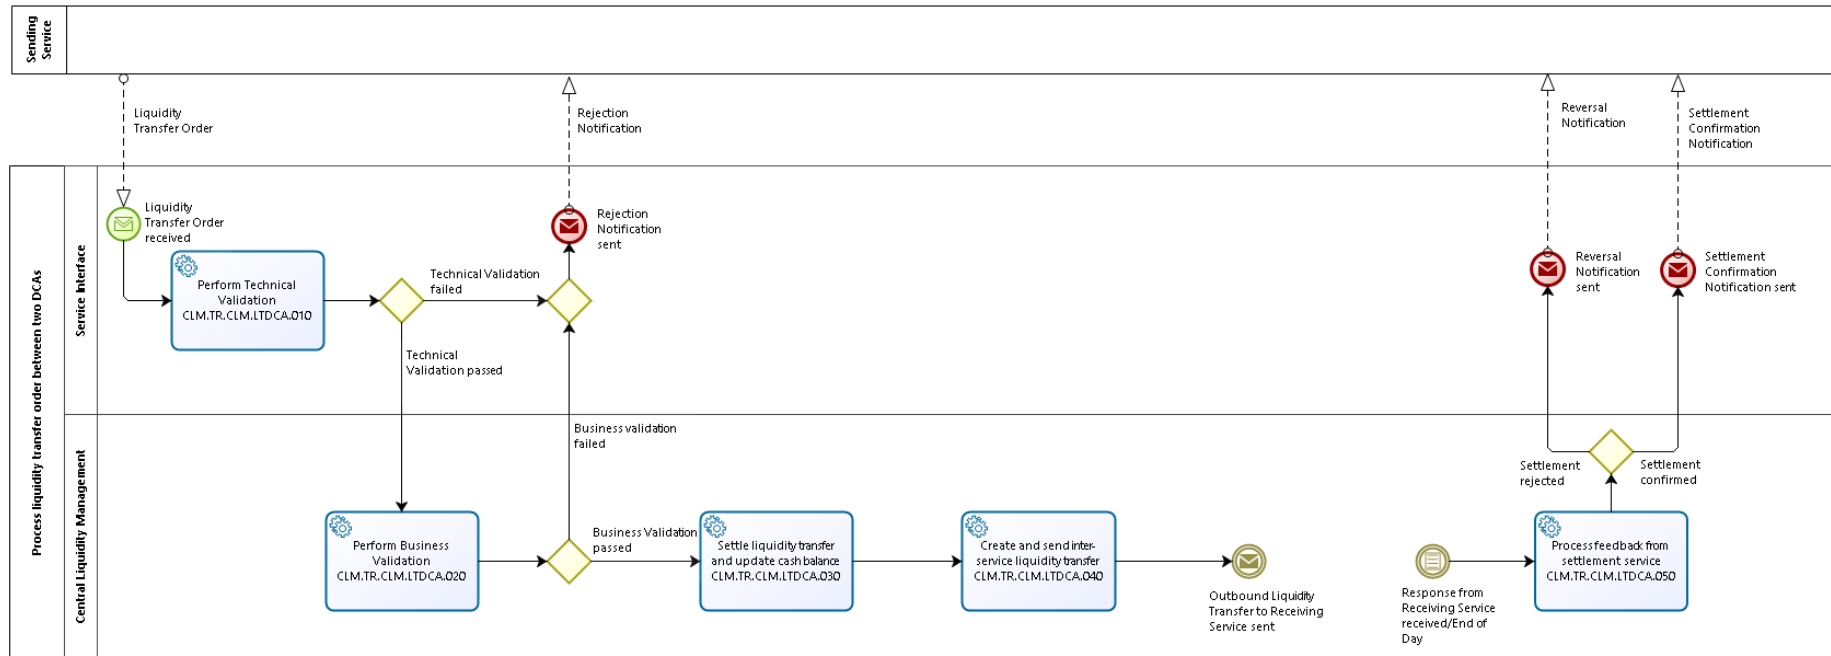 Sending
Service
Liquidity
Transfer Order
Rejection
Notification
Reversal
Notification
Settlement
Confirmation
Notification
Process liquidity transfer order between two DCAs
Service Interface
Liquidity
Transfer Order
received
Perform Technical
Validation
CLM.TR.CLM.LTDCA.010
Technical Validation
failed
Technical
Validation passed
Rejection
Notification
sent
Reversal
Notification
sent
Settlement
Confirmation
Notification sent
Central Liquidity Management
Perform Business
Validation
CLM.TR.CLM.LTDCA.020
Business validation
failed
Business Validation
passed
Settle liquidity transfer
and update cash balance
CLM.TR.CLM.LTDCA.030
Create and send inter-
service liquidity transfer
CLM.TR.CLM.LTDCA.040
Outbound Liquidity
Transfer to Receiving
Service sent
Response from
Receiving Service
received/End of
Day
Process feedback from
settlement service
CLM.TR.CLM.LTDCA.050
Settlement
rejected
Settlement
confirmed